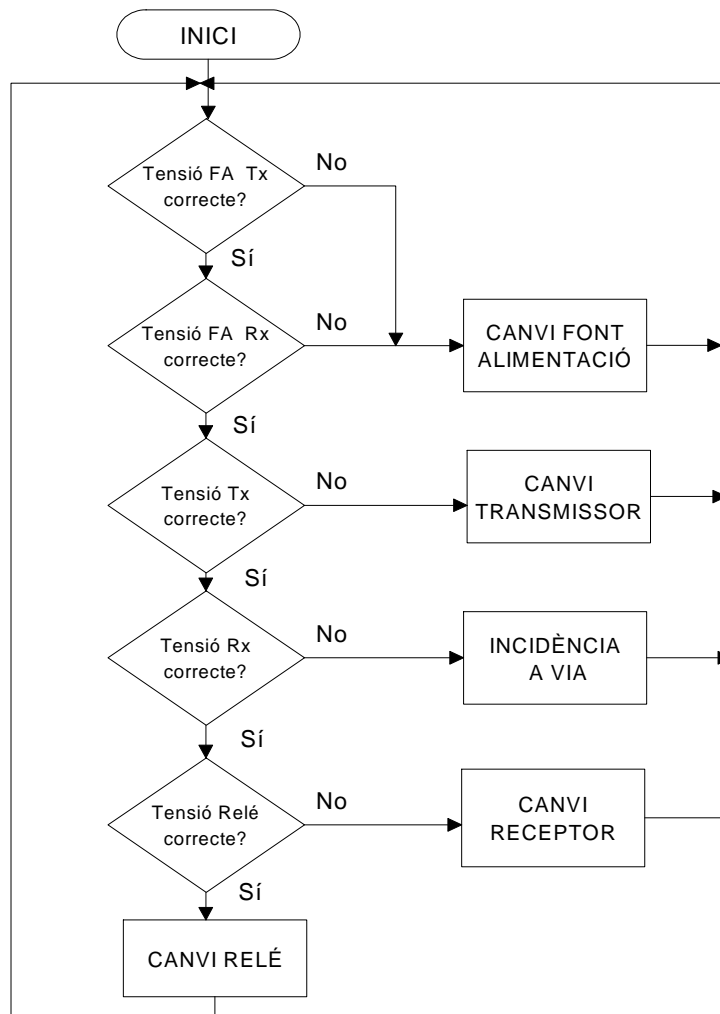 INICI
Tensió FA Tx
correcte?
No
Sí
Tensió FA Rx
correcte?
No
CANVI FONT
ALIMENTACIÓ
Sí
Tensió Tx
correcte?
No
CANVI
TRANSMISSOR
Sí
Tensió Rx
correcte?
No
INCIDÈNCIA
A VIA
Sí
Tensió Relé
correcte?
No
CANVI
RECEPTOR
Sí
CANVI RELÉ